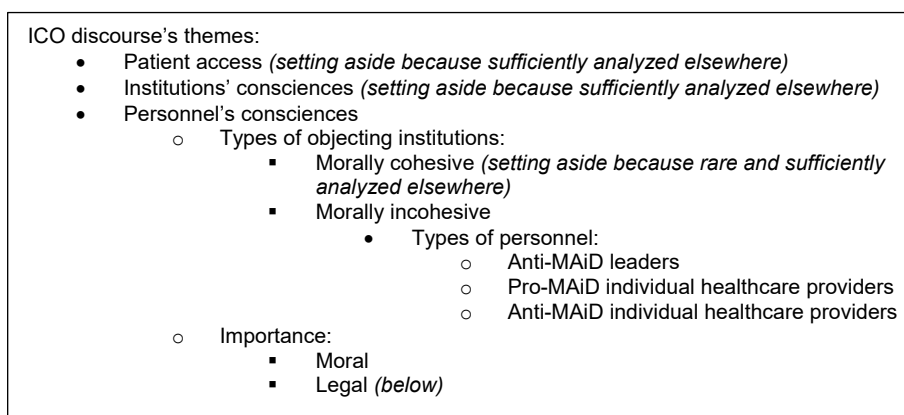 ICO discourse’s themes:
• Patient access (setting aside because sufficiently analyzed elsewhere)
• Institutions’ consciences (setting aside because sufficiently analyzed elsewhere)
• Personnel’s consciences
o Types of objecting institutions:
▪ Morally cohesive (setting aside because rare and sufficiently
analyzed elsewhere)
▪ Morally incohesive
• Types of personnel:
o Anti-MAiD leaders
o Pro-MAiD individual healthcare providers
o Anti-MAiD individual healthcare providers
o Importance:
▪ Moral
▪ Legal (below)